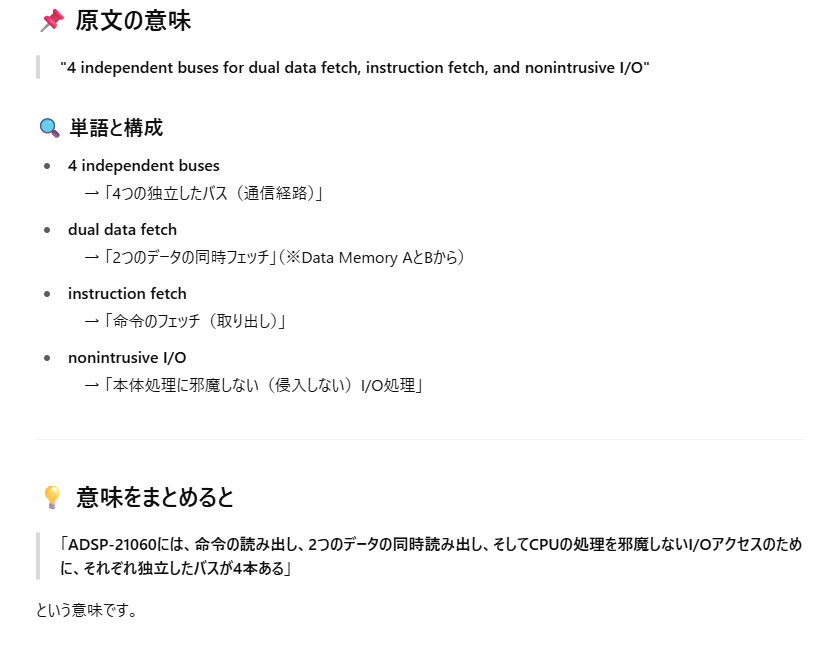 📌 原文の意味
"4 independent buses for dual data fetch, instruction fetch, and nonintrusive I/O"
🔍 単語と構成
• 4 independent buses
→「4つの独立したバス（通信経路）」
• dual data fetch
→「2つのデータの同時フェッチ」（※Data Memory AとBから）
• instruction fetch
→「命令のフェッチ（取り出し）」
• nonintrusive I/O
→「本体処理に邪魔しない（侵入しない）I/O処理」
💡 意味をまとめると
「ADSP-21060には、命令の読み出し、2つのデータの同時読み出し、そしてCPUの処理を邪魔しないI/Oアクセスのため
に、それぞれ独立したバスが4本ある」
という意味です。